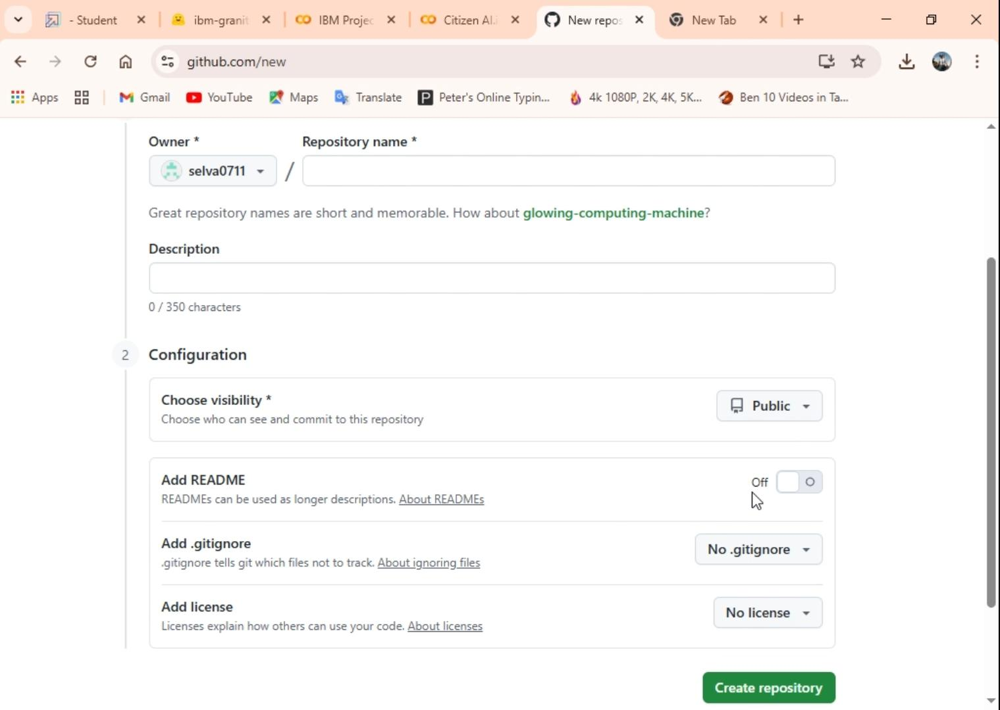 - Student
ibm-granit
IBM Projec
Citizen AI.i
New repos
New Tab
github.com/new
Apps
Gmail
YouTube
Maps
Translate
Peter's Online Typin...
4k 1080P, 2K, 4K, 5K...
Ben 10 Videos in Ta...
Owner *
Repository name *
selva0711
/
Great repository names are short and memorable. How about glowing-computing-machine?
Description
0 / 350 characters
2
Configuration
Choose visibility *
Choose who can see and commit to this repository
Public
Add README
READMEs can be used as longer descriptions. About READMEs
Off
Add .gitignore
.gitignore tells git which files not to track. About ignoring files
No .gitignore
Add license
Licenses explain how others can use your code. About licenses
No license
Create repository